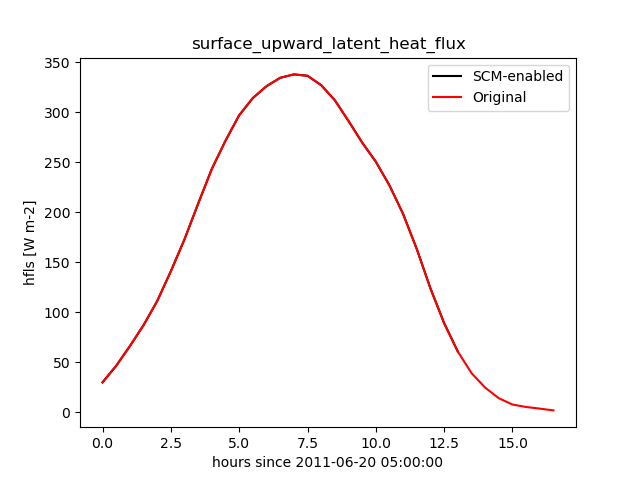 surface_upward_latent_heat_flux
SCM-enabled
Original
hfls [W m-2]
350
300
250
200
150
100
50
0
0.0 2.5 5.0 7.5 10.0 12.5 15.0
hours since 2011-06-20 05:00:00